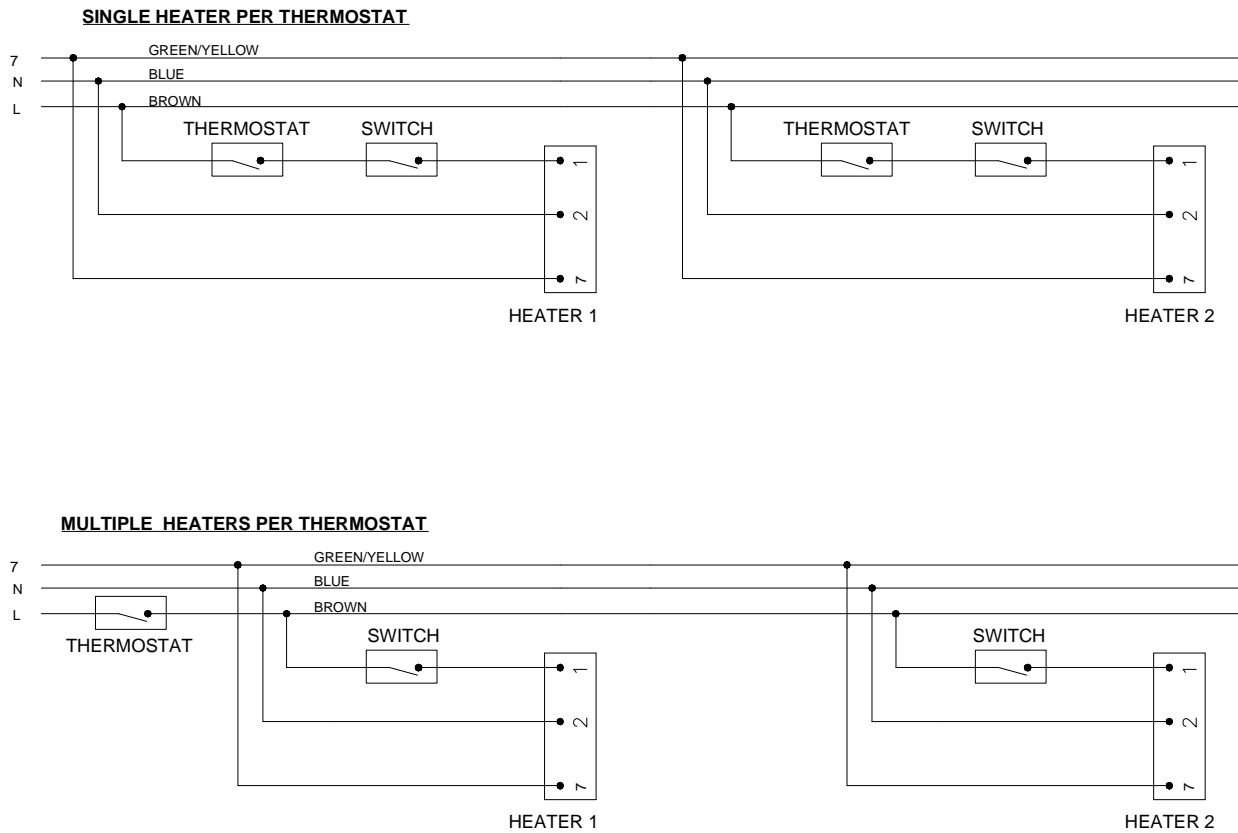 SINGLE HEATER PER THERMOSTAT
7 GREEN/YELLOW
N BLUE
L BROWN
THERMOSTAT SWITCH THERMOSTAT SWITCH
1 1
2 2
7 7
HEATER 1 HEATER 2
MULTIPLE HEATERS PER THERMOSTAT
7 GREEN/YELLOW
N BLUE
L BROWN
THERMOSTAT SWITCH SWITCH
1 1
2 2
7 7
HEATER 1 HEATER 2